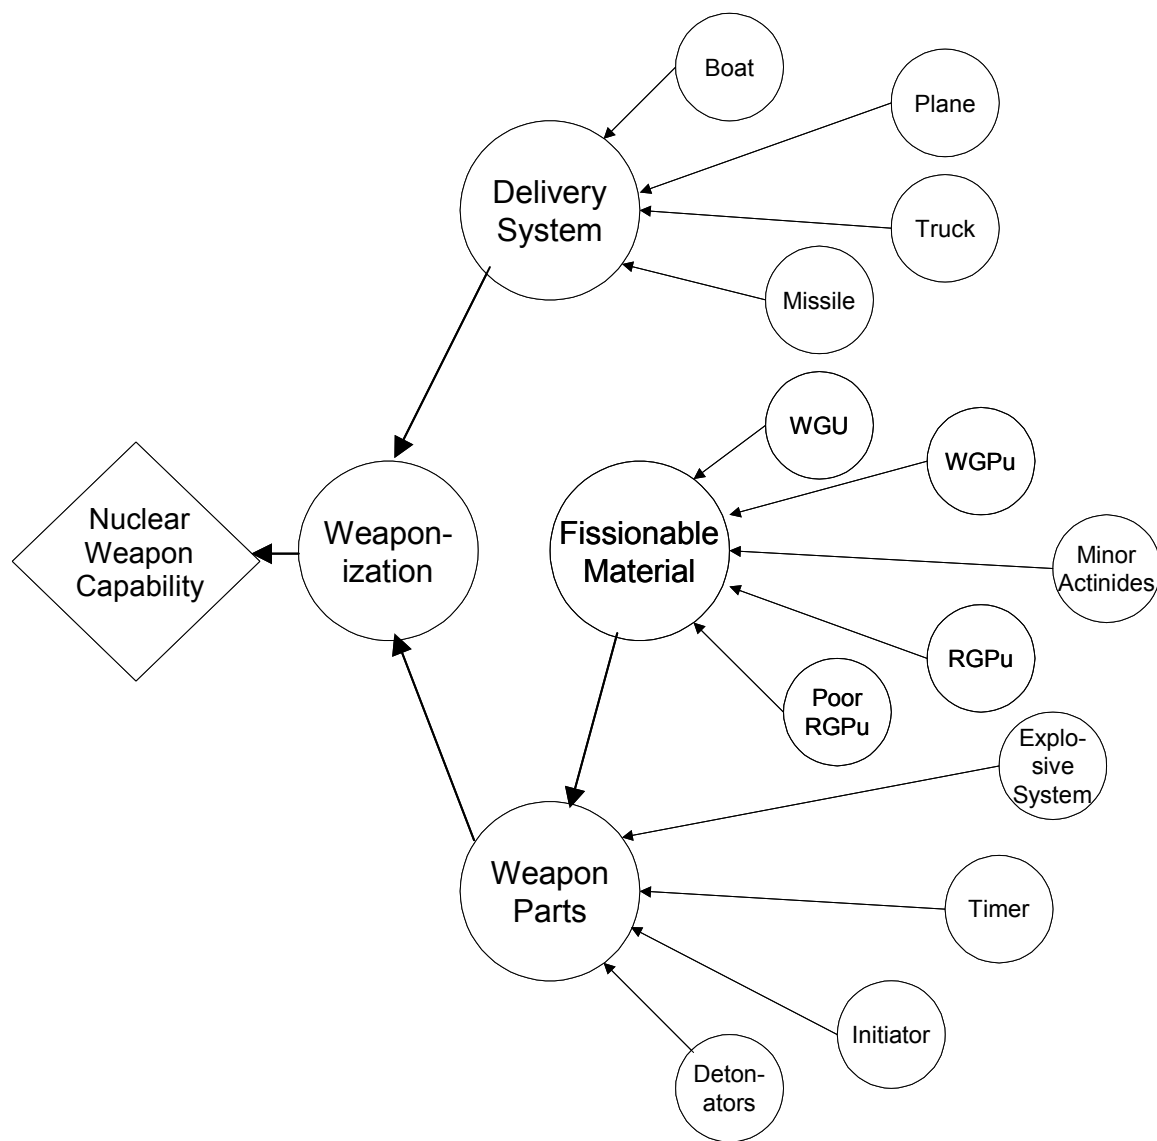 Boat
Plane
Delivery
System
Truck
Missile
WGU
WGPu
Nuclear
Weapon
Capability
Weapon-
ization
Fissionable
Material
Minor
Actinides
RGPu
Poor
RGPu
Explo-
sive
System
Weapon
Parts
Timer
Initiator
Deton-
ators